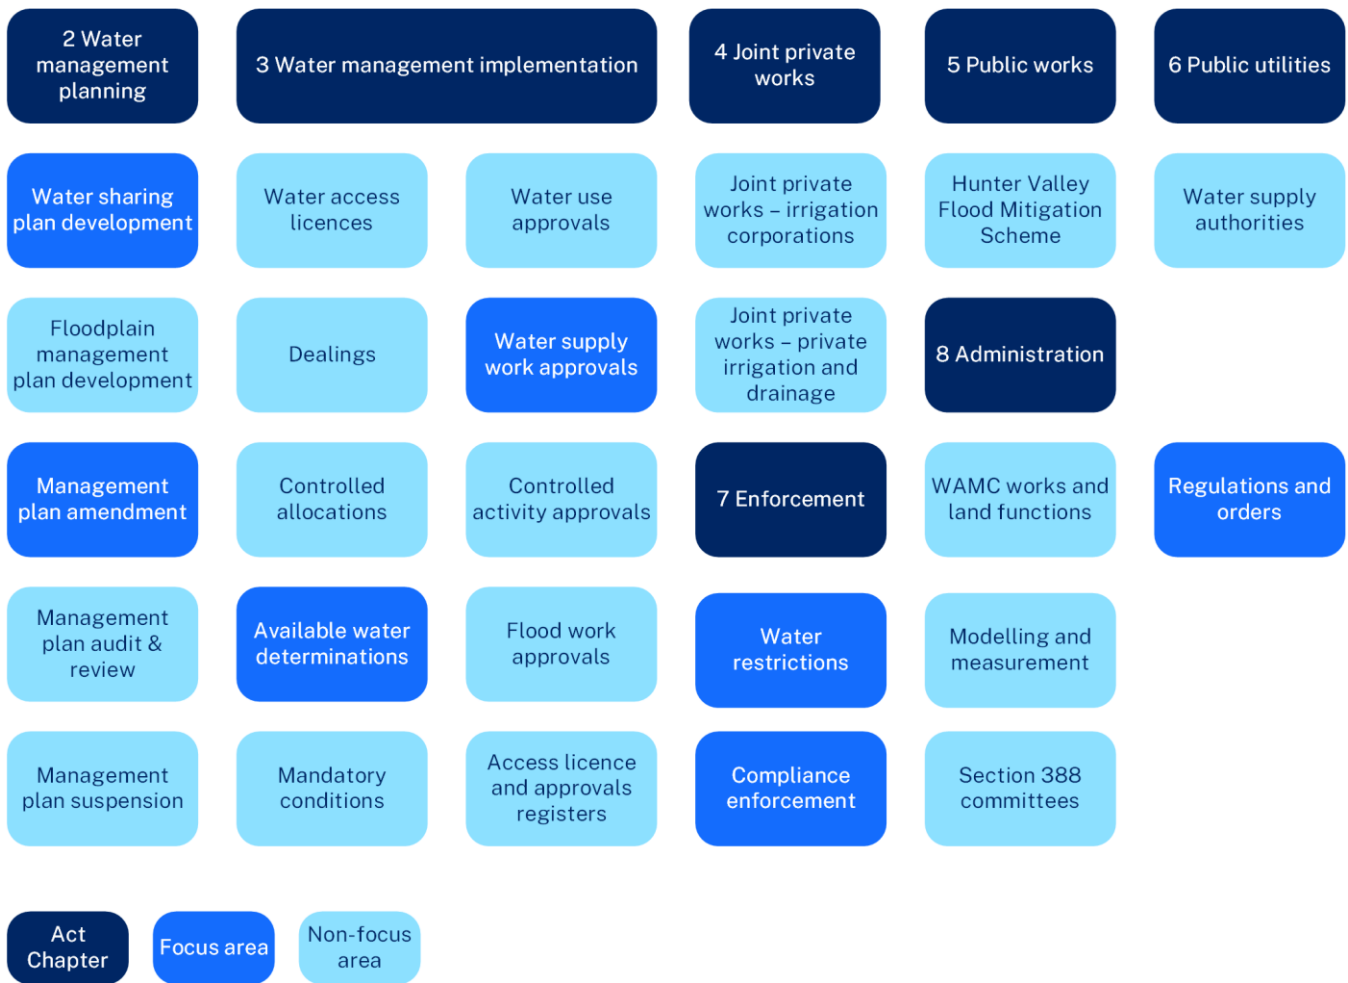 2 Water
management
planning
3 Water management implementation
4 Joint private
works
5 Public works
6 Public utilities
Water sharing
plan development
Water access
licences
Water use
approvals
Joint private
works – irrigation
corporations
Hunter Valley
Flood Mitigation
Scheme
Water supply
authorities
Floodplain
management
plan development
Dealings
Water supply
work approvals
Joint private
works – private
irrigation and
drainage
8 Administration
Management
plan amendment
Controlled
allocations
Controlled
activity approvals
7 Enforcement
WAMC works and
land functions
Regulations and
orders
Management
plan audit &
review
Available water
determinations
Flood work
approvals
Water
restrictions
Modelling and
measurement
Management
plan suspension
Mandatory
conditions
Access licence
and approvals
registers
Compliance
enforcement
Section 388
committees
Act
Chapter
Focus area
Non-focus
area